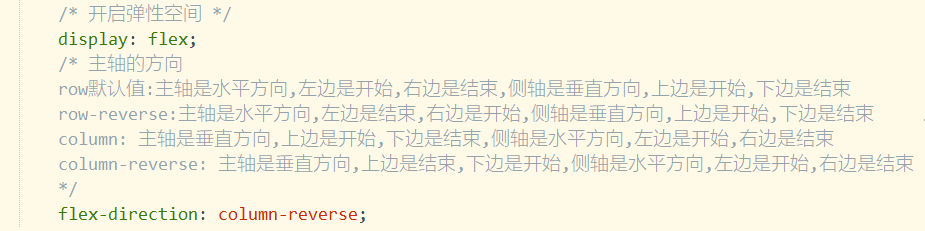 /* 开启弹性空间 */
display: flex;
/* 主轴的方向
row默认值:主轴是水平方向,左边是开始,右边是结束,侧轴是垂直方向,上边是开始,下边是结束
row-reverse:主轴是水平方向,左边是结束,右边是开始,侧轴是垂直方向,上边是开始,下边是结束
column: 主轴是垂直方向,上边是开始,下边是结束,侧轴是水平方向,左边是开始,右边是结束
column-reverse: 主轴是垂直方向,上边是结束,下边是开始,侧轴是水平方向,左边是开始,右边是结束
*/
flex-direction: column-reverse;